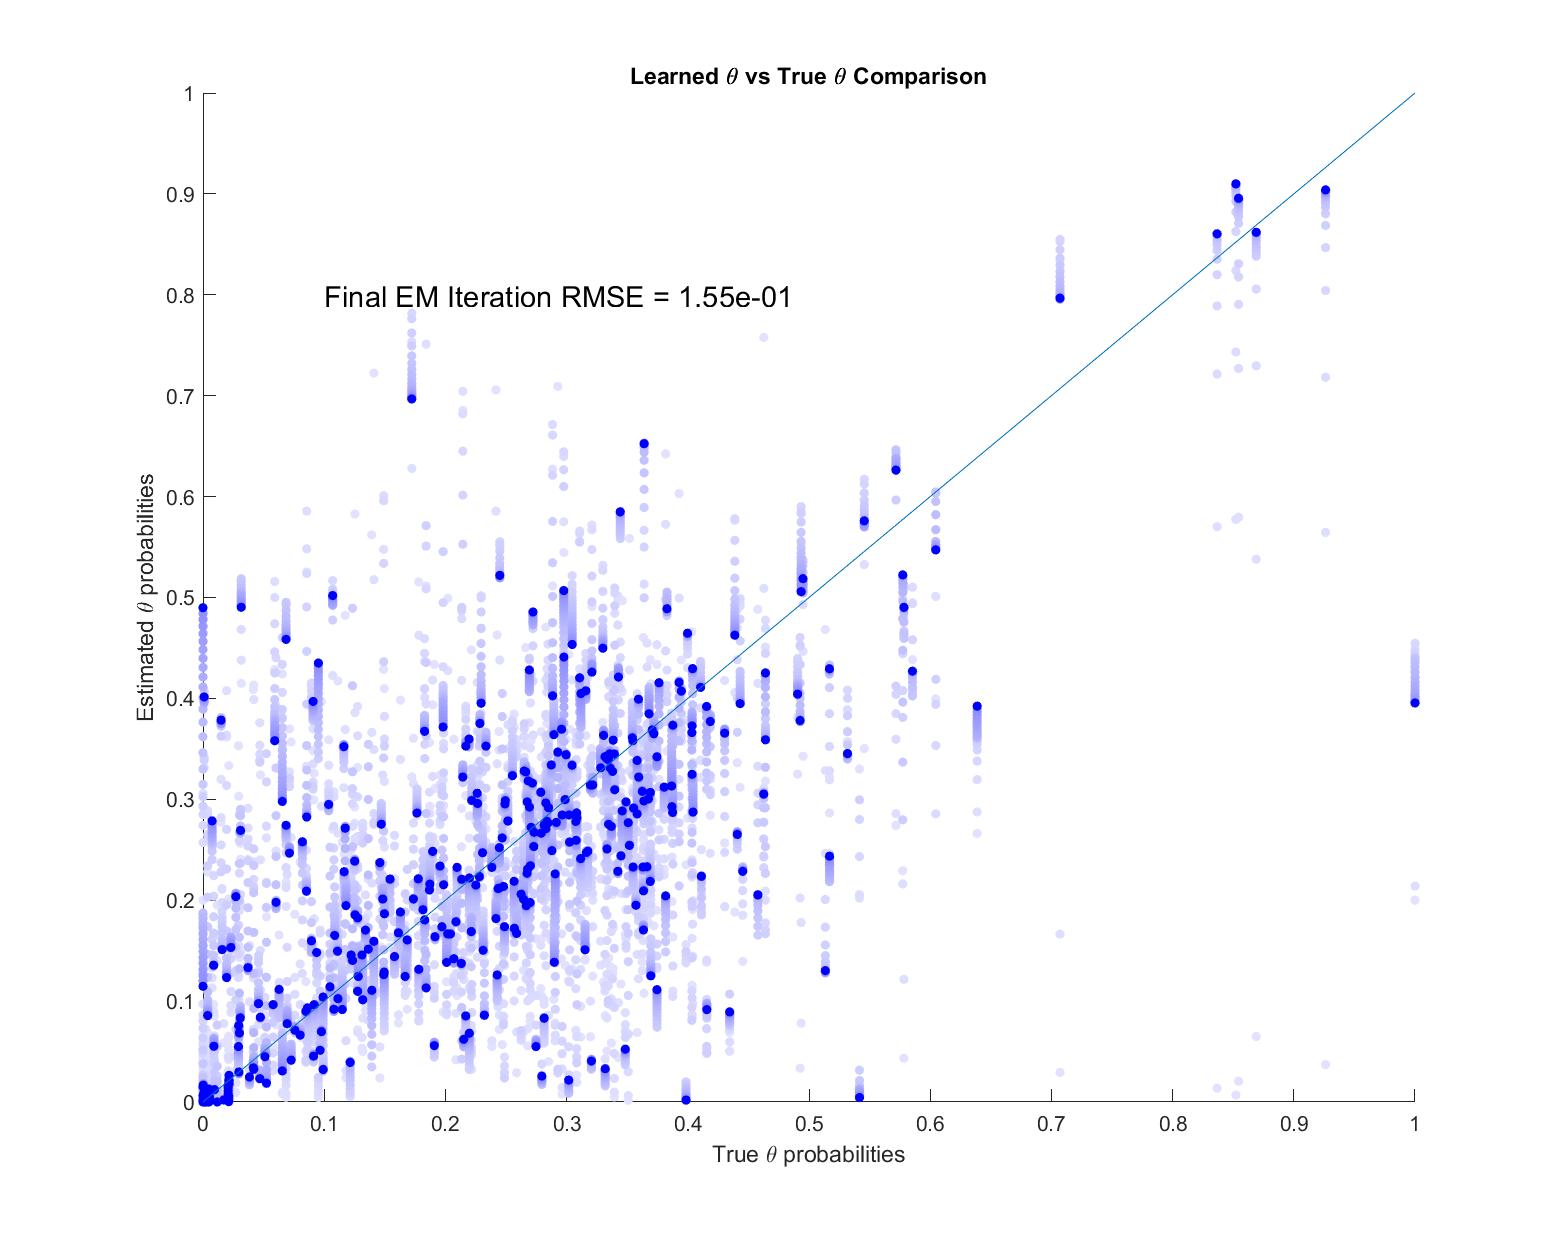 Learned θ vs True θ Comparison
1
0.9
0.8
Final EM Iteration RMSE = 1.55e-01
0.7
0.6
0.5
0.4
0.3
0.2
0.1
0
Estimated θ probabilities
0 0.1 0.2 0.3 0.4 0.5 0.6 0.7 0.8 0.9 1
True θ probabilities